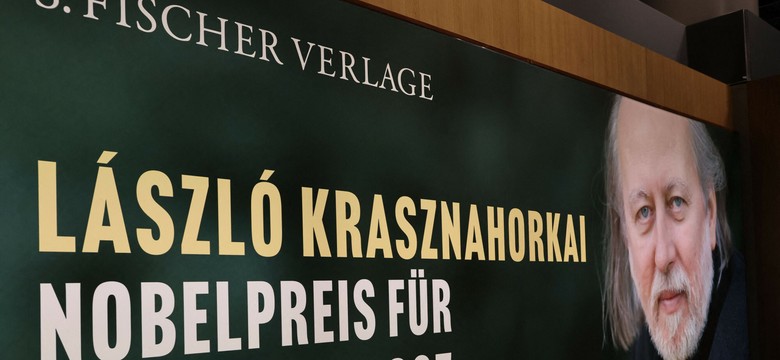 S. FISCHER VERLAGE
LÁSZLÓ KRASZNAHORKAI
NOBELPREIS FÜR